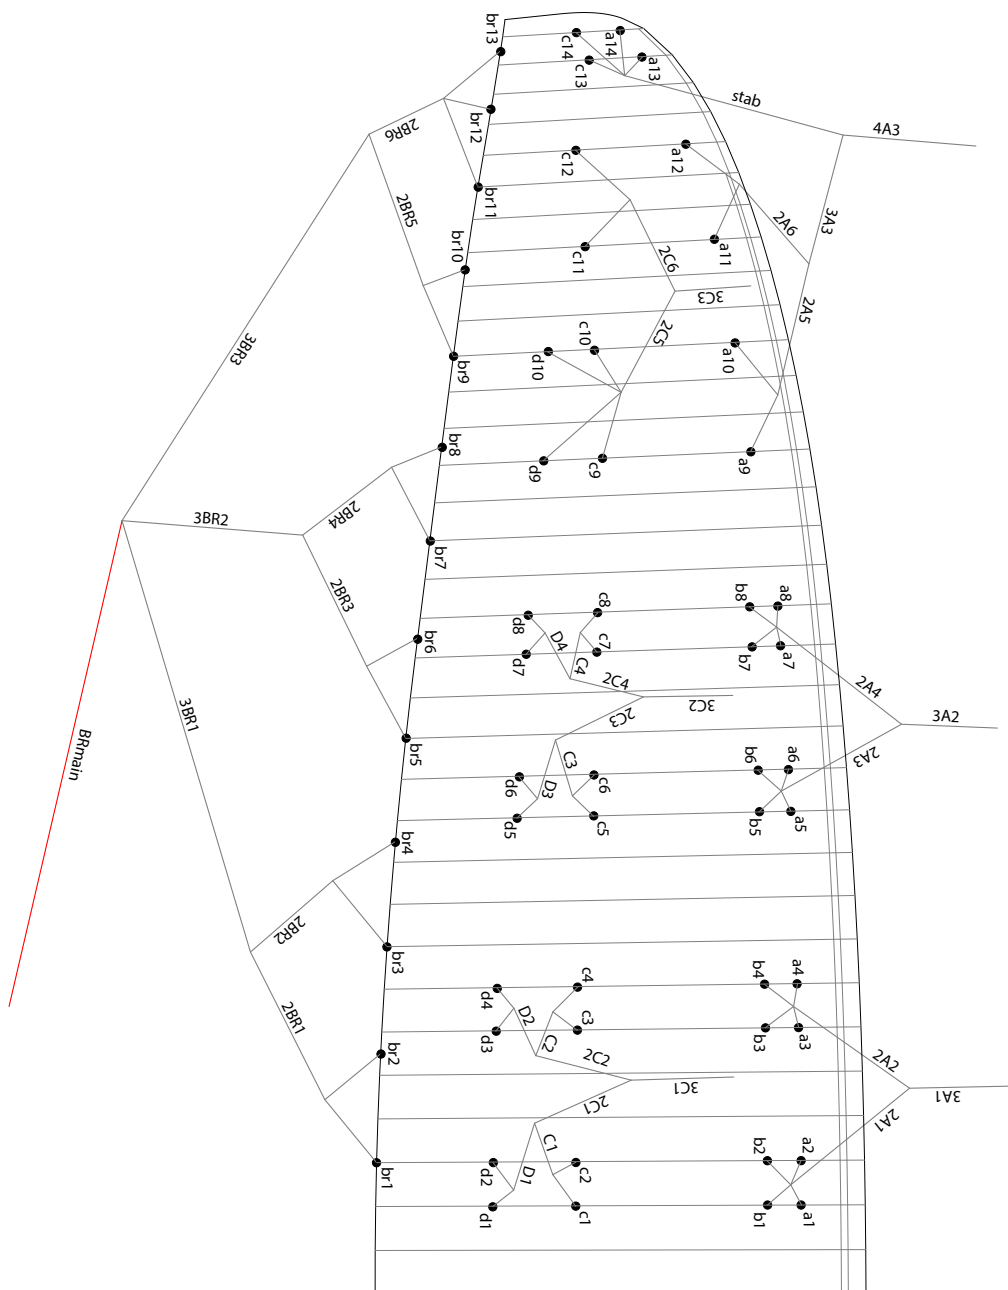 br13
c14
a14
c13
a13
stab
4A3
2BR6
br12
c12
a12
2BR5
br11
3A3
2A6
br10
c11
2C6
a11
3C3
2A5
3BR3
br9
d10
c10
2C5
a10
br8
d9
c9
a9
3BR2
2BR4
br7
2BR3
br6
d8
D4
c8
b8
a8
d7
C4
c7
b7
a7
2C4
2A4
3BR1
br5
2C3
3C2
3A2
BRmain
C3
2A3
d6
D3
c6
b6
a6
d5
c5
b5
a5
br4
2BR2
br3
d4
D2
c4
b4
a4
2BR1
br2
d3
C2
c3
b3
a3
2C2
2A2
3C1
3A1
2C1
2A1
C1
br1
d2
D1
c2
b2
a2
d1
c1
b1
a1